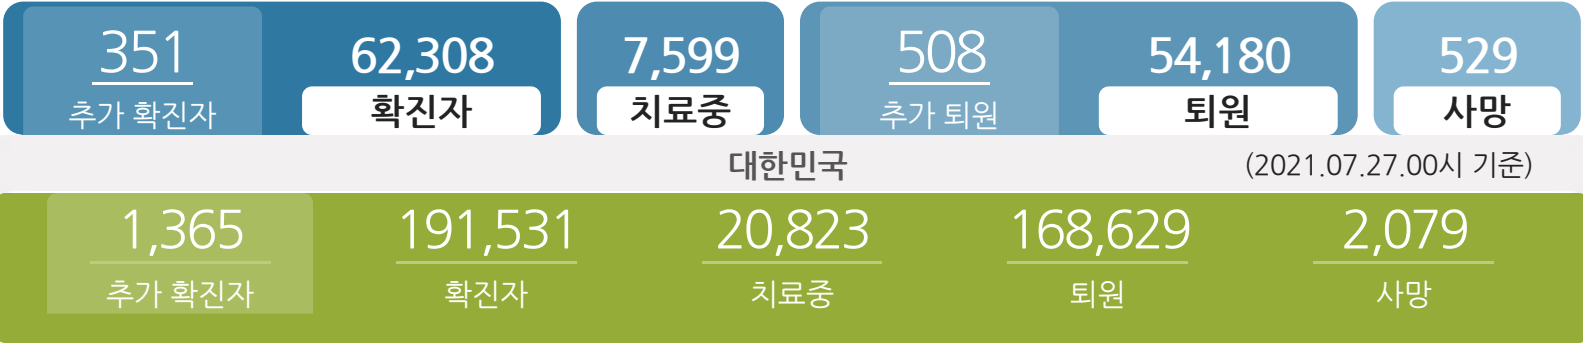 351 62,308 7,599 508 54,180 529
추가 확진자 확진자 치료중 추가 퇴원 퇴원 사망
대한민국 (2021.07.27.00시 기준)
1,365 191,531 20,823 168,629 2,079
추가 확진자 확진자 치료중 퇴원 사망